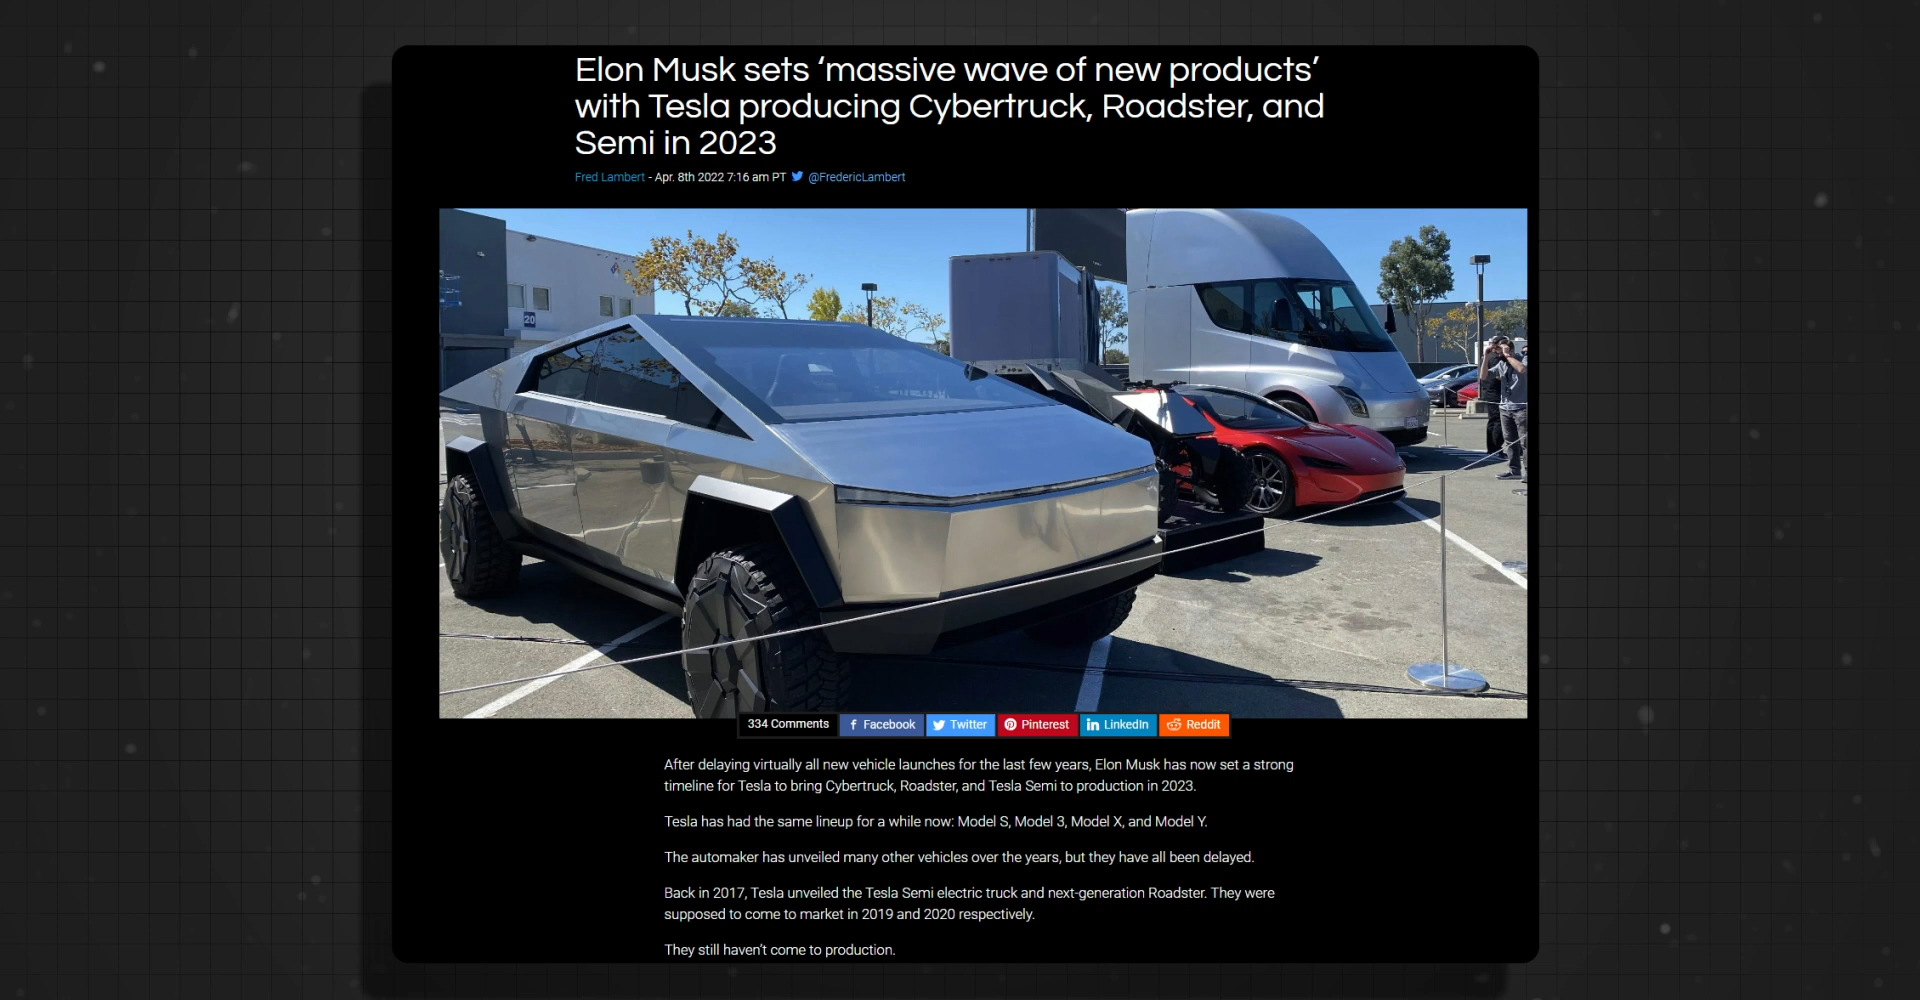 Elon Musk sets ‘massive wave of new products’
with Tesla producing Cybertruck, Roadster, and
Semi in 2023
Fred Lambert - Apr. 8th 2022 7:16 am PT @FredericLambert
20
334 Comments Facebook Twitter Pinterest LinkedIn Reddit
After delaying virtually all new vehicle launches for the last few years, Elon Musk has now set a strong
timeline for Tesla to bring Cybertruck, Roadster, and Tesla Semi to production in 2023.
Tesla has had the same lineup for a while now: Model S, Model 3, Model X, and Model Y.
The automaker has unveiled many other vehicles over the years, but they have all been delayed.
Back in 2017, Tesla unveiled the Tesla Semi electric truck and next-generation Roadster. They were
supposed to come to market in 2019 and 2020 respectively.
They still haven’t come to production.